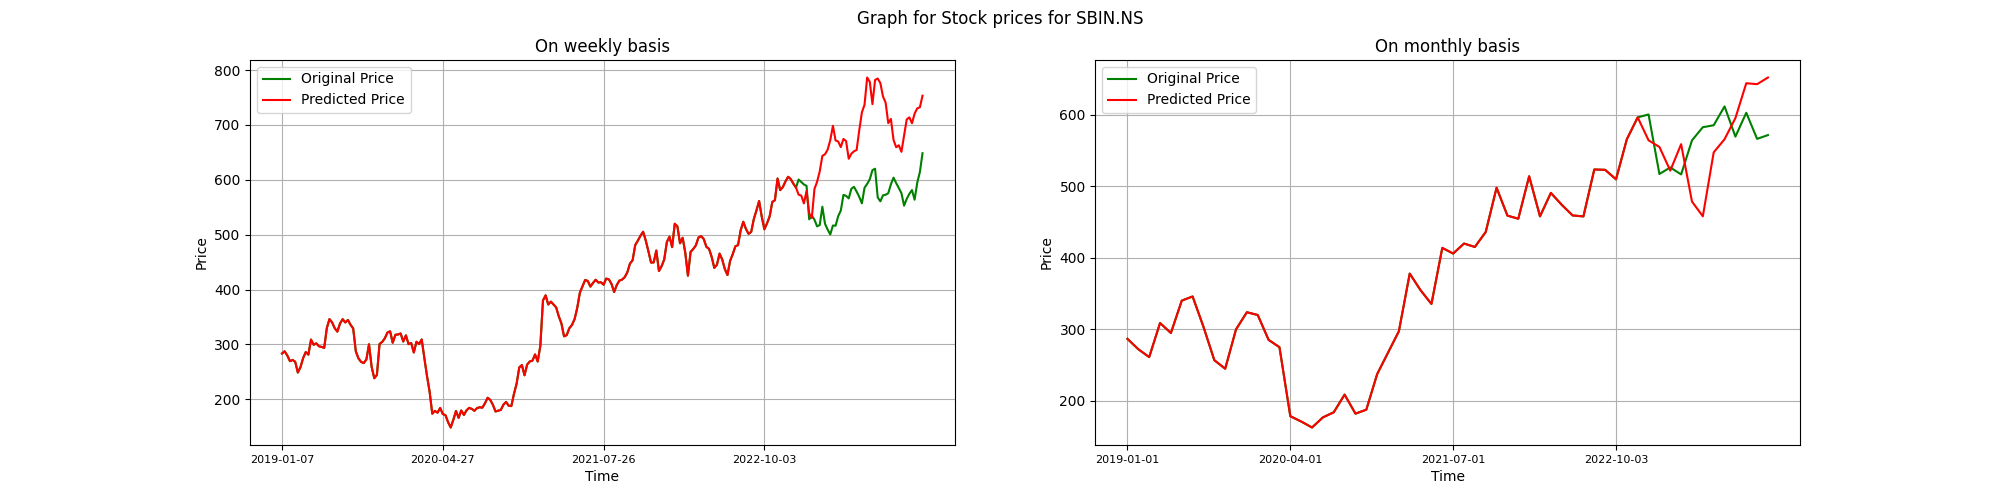 Graph for Stock prices for SBIN.NS
On weekly basis
Original Price
Predicted Price
800
700
600
500
400
300
200
Price
2019-01-07
2020-04-27
2021-07-26
2022-10-03
Time
On monthly basis
Original Price
Predicted Price
600
500
400
300
200
Price
2019-01-01
2020-04-01
2021-07-01
2022-10-03
Time